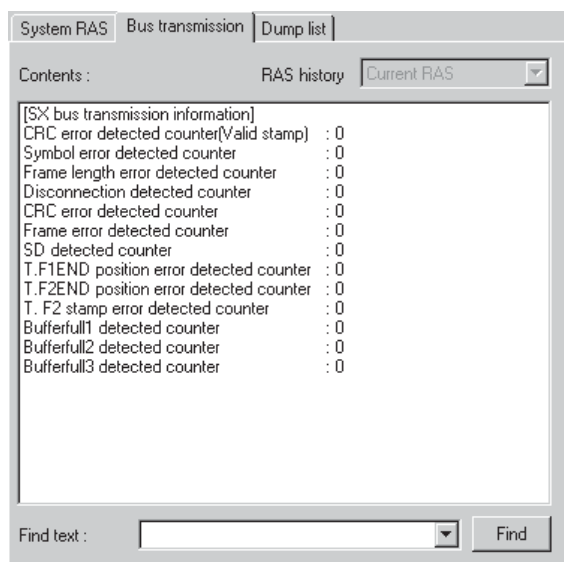 System RAS Bus transmission Dump list
Contents : RAS history Current RAS
[SX bus transmission information]
CRC error detected counter(Valid stamp) : 0
Symbol error detected counter : 0
Frame length error detected counter : 0
Disconnection detected counter : 0
CRC error detected counter : 0
Frame error detected counter : 0
SD detected counter : 0
T.F1END position error detected counter : 0
T.F2END position error detected counter : 0
T. F2 stamp error detected counter : 0
Bufferfull1 detected counter : 0
Bufferfull2 detected counter : 0
Bufferfull3 detected counter : 0
Find text : Find